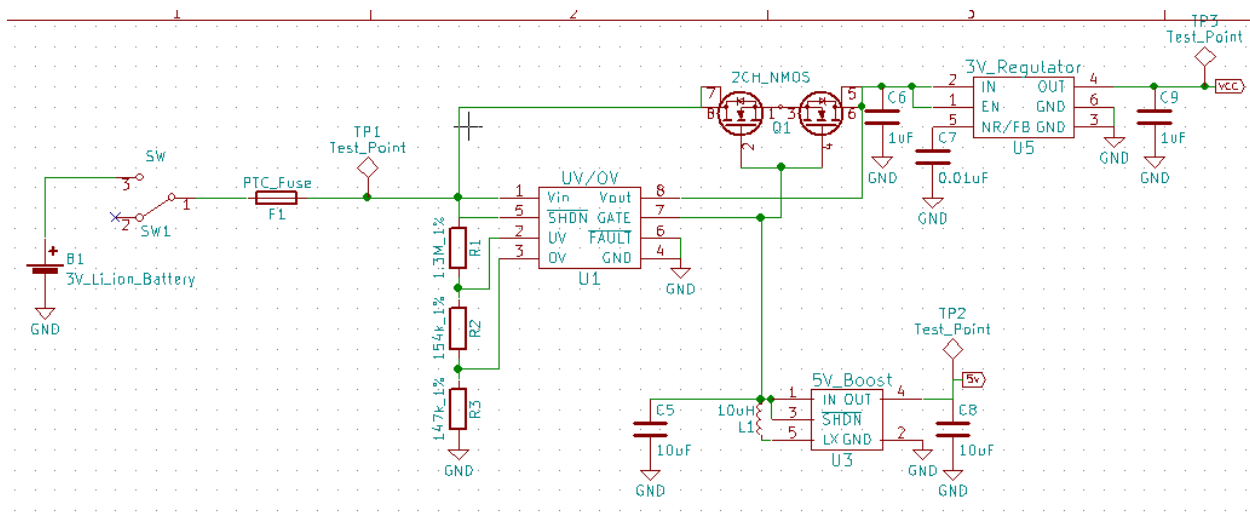 1
2
3
TP3
Test_Point
2CH_NMOS
3V_Regulator
7
8
1
3
5
6
Q1
2
4
C6
1uF
GND
2
IN
OUT
4
1
EN
GND
6
5
NR/FB
GND
3
U5
VCC
C9
1uF
GND
GND
C7
0.01uF
GND
TP1
Test_Point
SW
3
2
1
SW1
PTC_Fuse
F1
UV/OV
1
Vin
Vout
8
5
SHDN
GATE
7
2
UV
FAULT
6
3
OV
GND
4
U1
GND
B1
3V_Li_ion_Battery
GND
1.3M_1%
R1
154k_1%
R2
147k_1%
R3
GND
TP2
Test_Point
5v
5V_Boost
1
IN
OUT
4
3
SHDN
5
LX
GND
2
U3
10uH
L1
C5
10uF
GND
GND
C8
10uF
GND